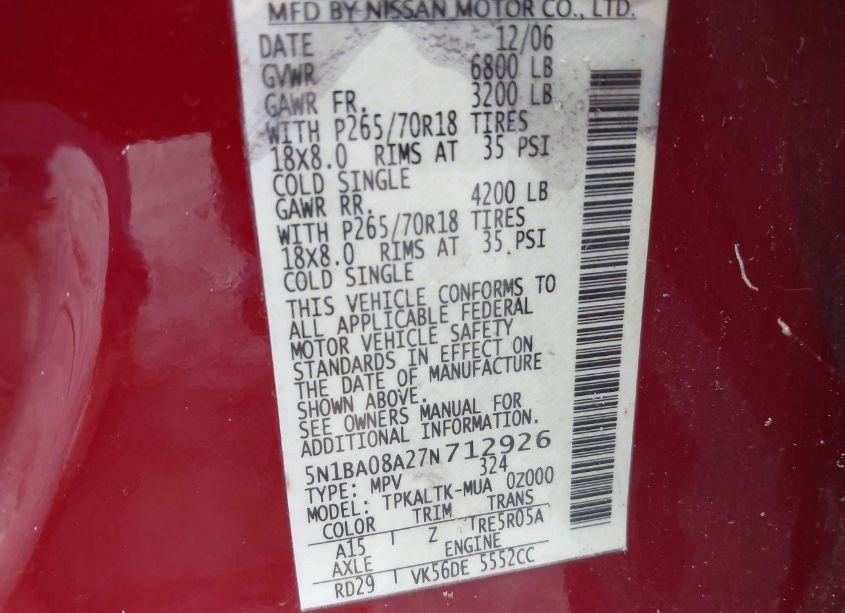 MFD BY NISSAN MOTOR CO., LTD.
DATE 12/06
GVWR 6800 LB
GAWR FR. 3200 LB
WITH P265/70R18 TIRES
18X8.0 RIMS AT 35 PSI
COLD SINGLE
GAWR RR. 4200 LB
WITH P265/70R18 TIRES
18X8.0 RIMS AT 35 PSI
COLD SINGLE
THIS VEHICLE CONFORMS TO
ALL APPLICABLE FEDERAL
MOTOR VEHICLE SAFETY
STANDARDS IN EFFECT ON
THE DATE OF MANUFACTURE
SHOWN ABOVE.
SEE OWNERS MANUAL FOR
ADDITIONAL INFORMATION.
5N1BA08A27N712926
TYPE: MPV 324
MODEL: TPKALTK-MUA 0Z000
COLOR TRIM TRANS
A15 Z TRE5R05A
AXLE ENGINE
RD29 VK56DE 5552CC